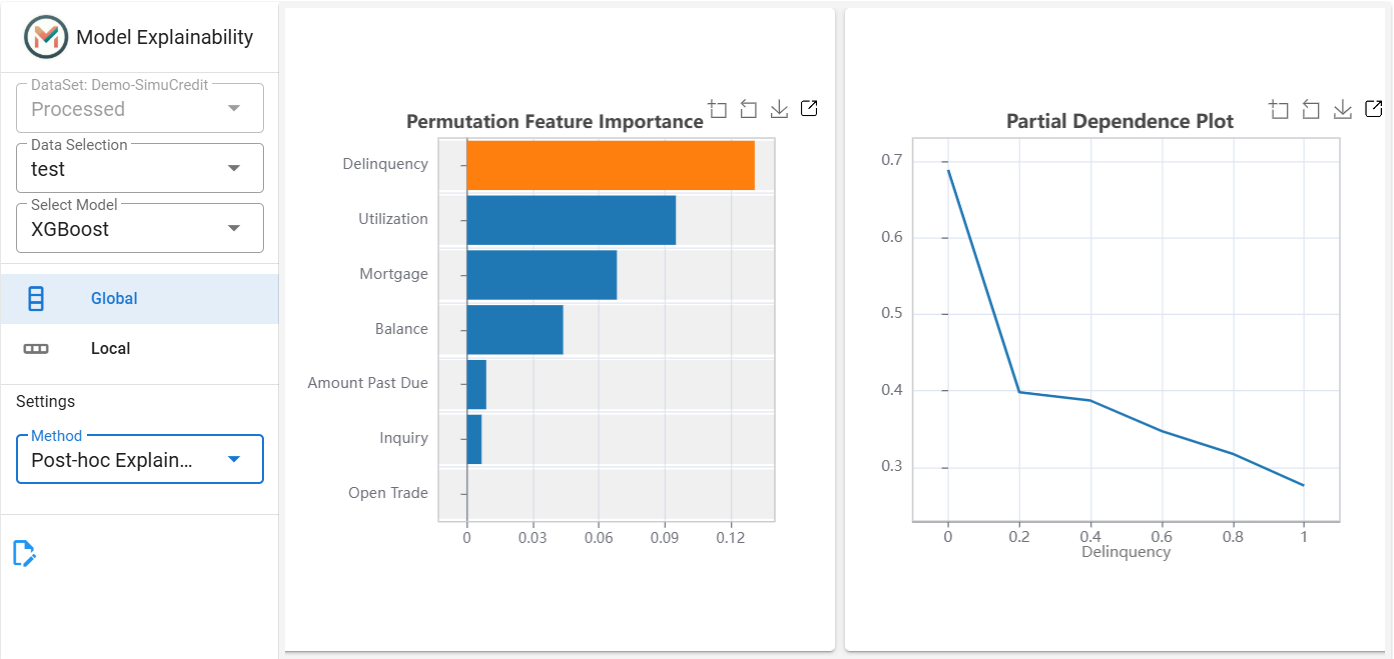 Model Explainability
DataSet: Demo-SimuCredit
Processed
Data Selection
test
Select Model
XGBoost
Global
Local
Settings
Method
Post-hoc Explain...
Permutation Feature Importance
Delinquency
Utilization
Mortgage
Balance
Amount Past Due
Inquiry
Open Trade
0 0.03 0.06 0.09 0.12
Partial Dependence Plot
0.7
0.6
0.5
0.4
0.3
0 0.2 0.4 0.6 0.8 1
Delinquency